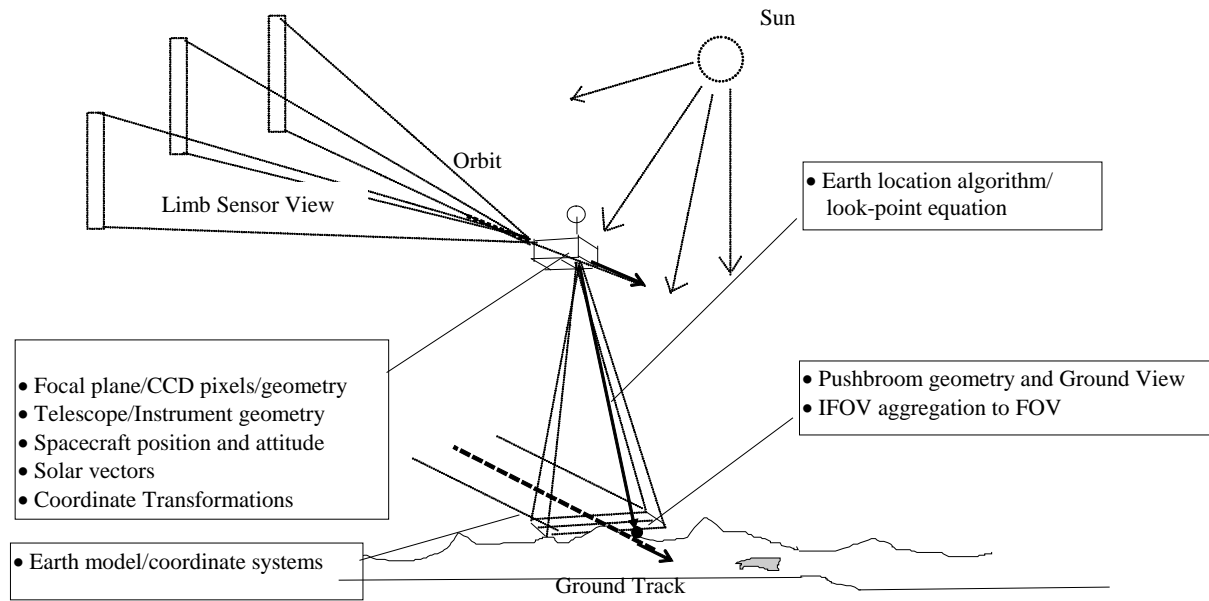 Sun
Orbit
Limb Sensor View
● Earth location algorithm/
look-point equation
● Focal plane/CCD pixels/geometry
● Telescope/Instrument geometry
● Spacecraft position and attitude
● Solar vectors
● Coordinate Transformations
● Pushbroom geometry and Ground View
● IFOV aggregation to FOV
● Earth model/coordinate systems
Ground Track